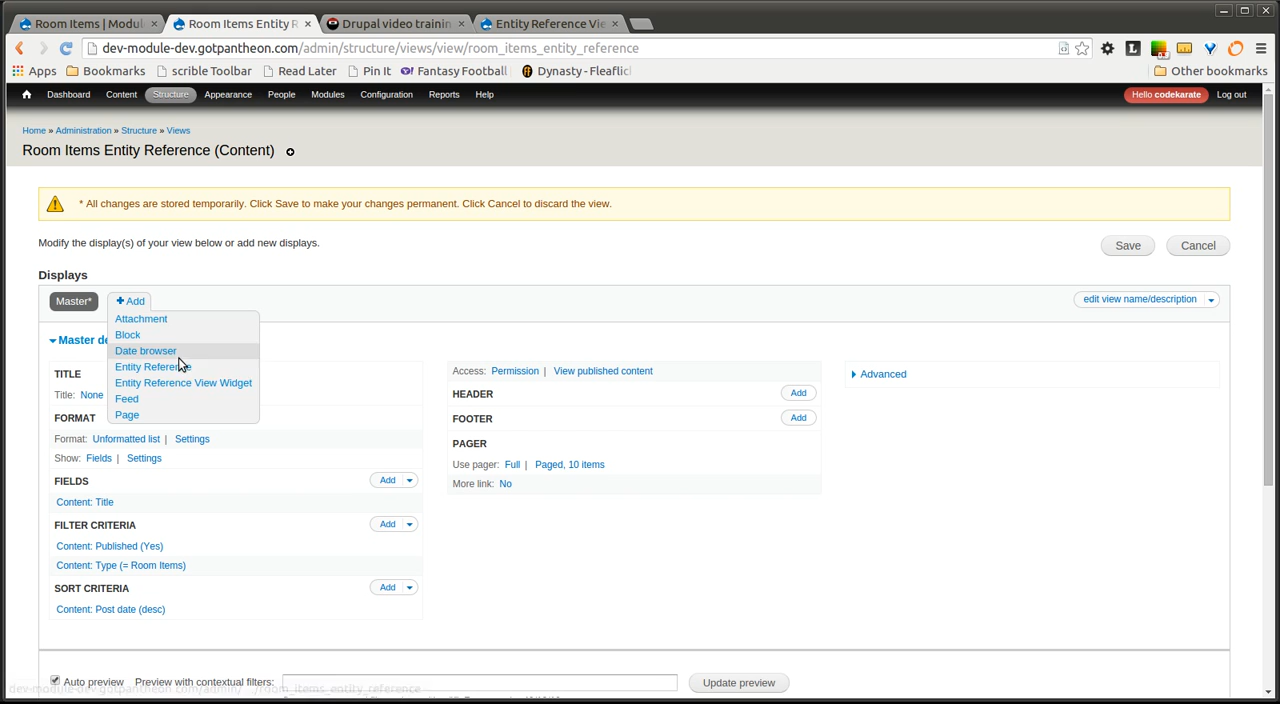 Room Items | Modul
Room Items Entity R
Drupal video trainin
Entity Reference Vie
dev-module-dev.gotpantheon.com/admin/structure/views/view/room_items_entity_reference
Apps Bookmarks scrible Toolbar Read Later Pin It Fantasy Football Dynasty - Fleaflic Other bookmarks
Dashboard Content Structure Appearance People Modules Configuration Reports Help Hello codekarate Log out
Home » Administration » Structure » Views
Room Items Entity Reference (Content)
* All changes are stored temporarily. Click Save to make your changes permanent. Click Cancel to discard the view.
Modify the display(s) of your view below or add new displays.
Save Cancel
Displays
Master* + Add
edit view name/description
Attachment
Block
Date browser
Entity Reference
Entity Reference View Widget
Feed
Page
Master de
TITLE
Title: None
FORMAT
Format: Unformatted list | Settings
Show: Fields | Settings
FIELDS Add
Content: Title
FILTER CRITERIA Add
Content: Published (Yes)
Content: Type (= Room Items)
SORT CRITERIA Add
Content: Post date (desc)
Access: Permission | View published content
HEADER Add
FOOTER Add
PAGER
Use pager: Full | Paged, 10 items
More link: No
Advanced
Auto preview Preview with contextual filters: Update preview
dev-module-dev.gotpantheon.com/admin/.../room_items_entity_reference